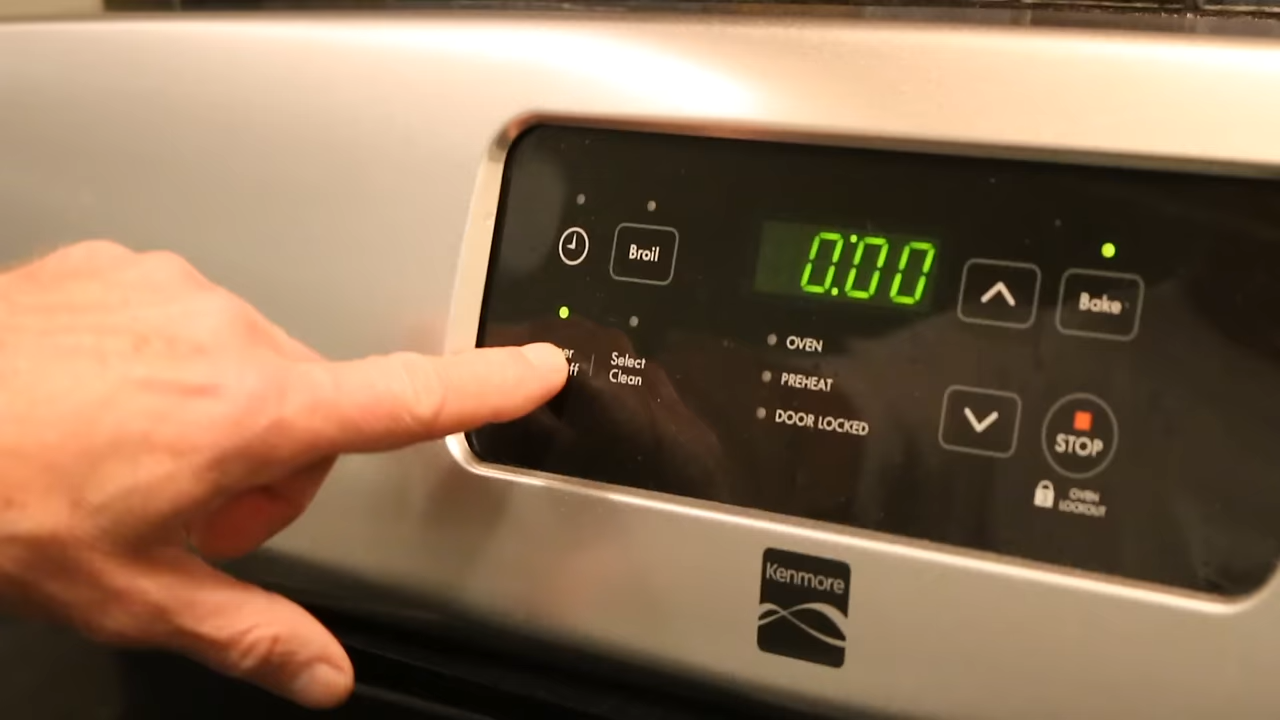 Broil
0:00
Bake
Select
Clean
OVEN
PREHEAT
DOOR LOCKED
STOP
OVEN
LOCKOUT
Kenmore